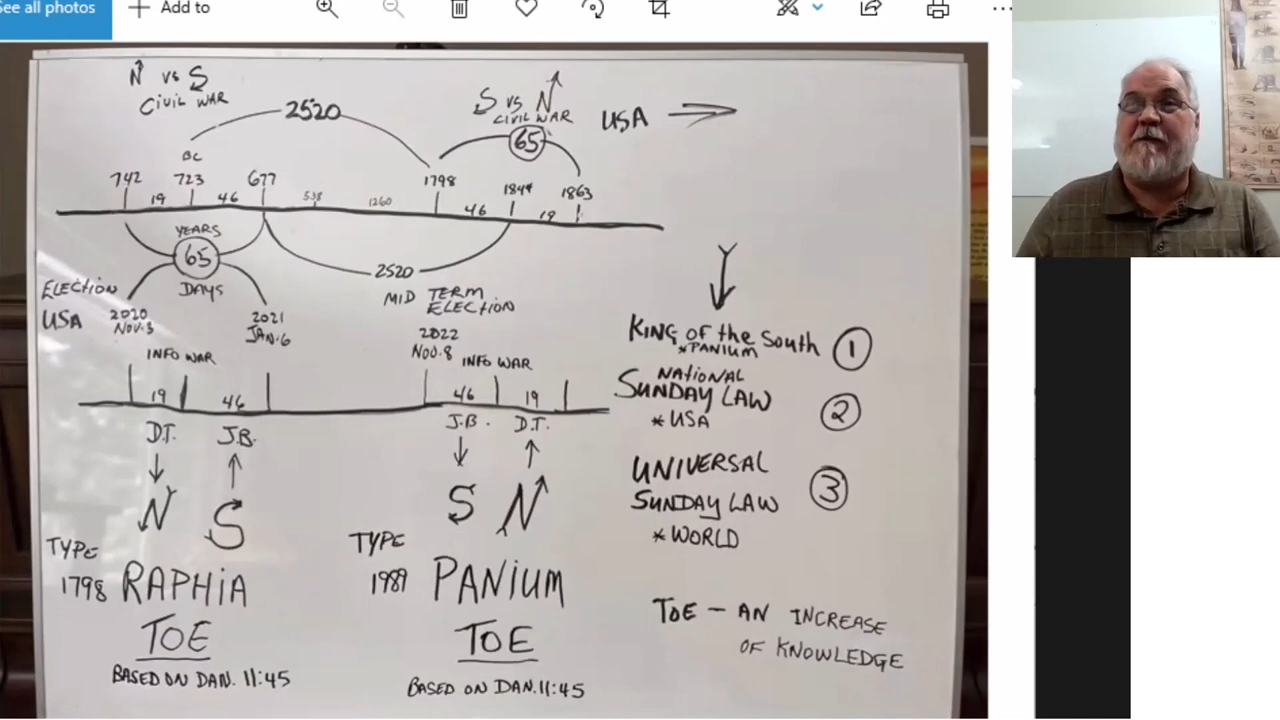 See all photos
Add to
N vs S
CIVIL WAR
2520
S vs N
CIVIL WAR
65
USA
BC
742 723 677
1798 1844 1863
19 46 538 1260 46 19
YEARS
65
DAYS
2520
ELECTION
USA
2020
NOV. 3
2021
JAN. 6
MID TERM
ELECTION
2022
NOV. 8
INFO WAR
INFO WAR
19 46
46 19
D.T. J.B.
J.B. D.T.
N S
S N
TYPE
1798 RAPHIA
TOE
BASED ON DAN. 11:45
TYPE
1989 PANIUM
TOE
BASED ON DAN. 11:45
KING OF the South 1
*PANIUM
NATIONAL
SUNDAY LAW 2
* USA
UNIVERSAL
SUNDAY LAW 3
* WORLD
TOE - AN INCREASE
OF KNOWLEDGE